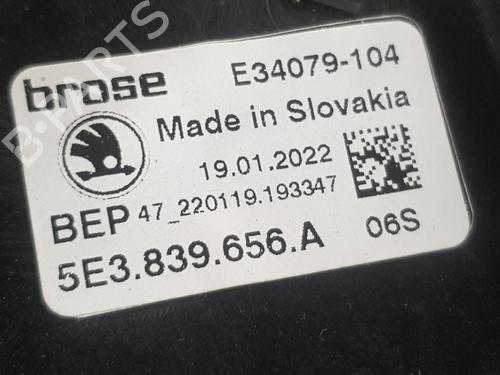 brose E34079-104
Made in Slovakia
19.01.2022
BEP 47_220119.193347
5E3.839.656.A 06S
B-PARTS